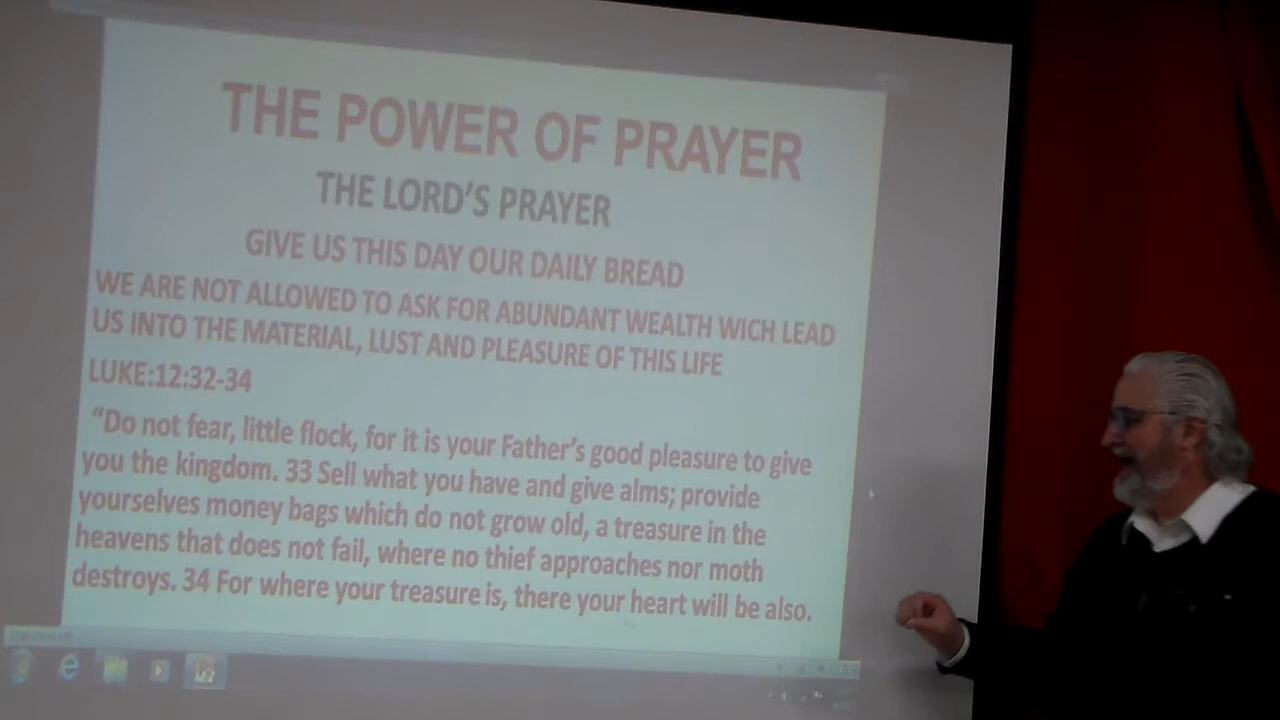 THE POWER OF PRAYER
THE LORD'S PRAYER
GIVE US THIS DAY OUR DAILY BREAD
WE ARE NOT ALLOWED TO ASK FOR ABUNDANT WEALTH WICH LEAD
US INTO THE MATERIAL, LUST AND PLEASURE OF THIS LIFE
LUKE:12:32-34
“Do not fear, little flock, for it is your Father's good pleasure to give
you the kingdom. 33 Sell what you have and give alms; provide
yourselves money bags which do not grow old, a treasure in the
heavens that does not fail, where no thief approaches nor moth
destroys. 34 For where your treasure is, there your heart will be also.